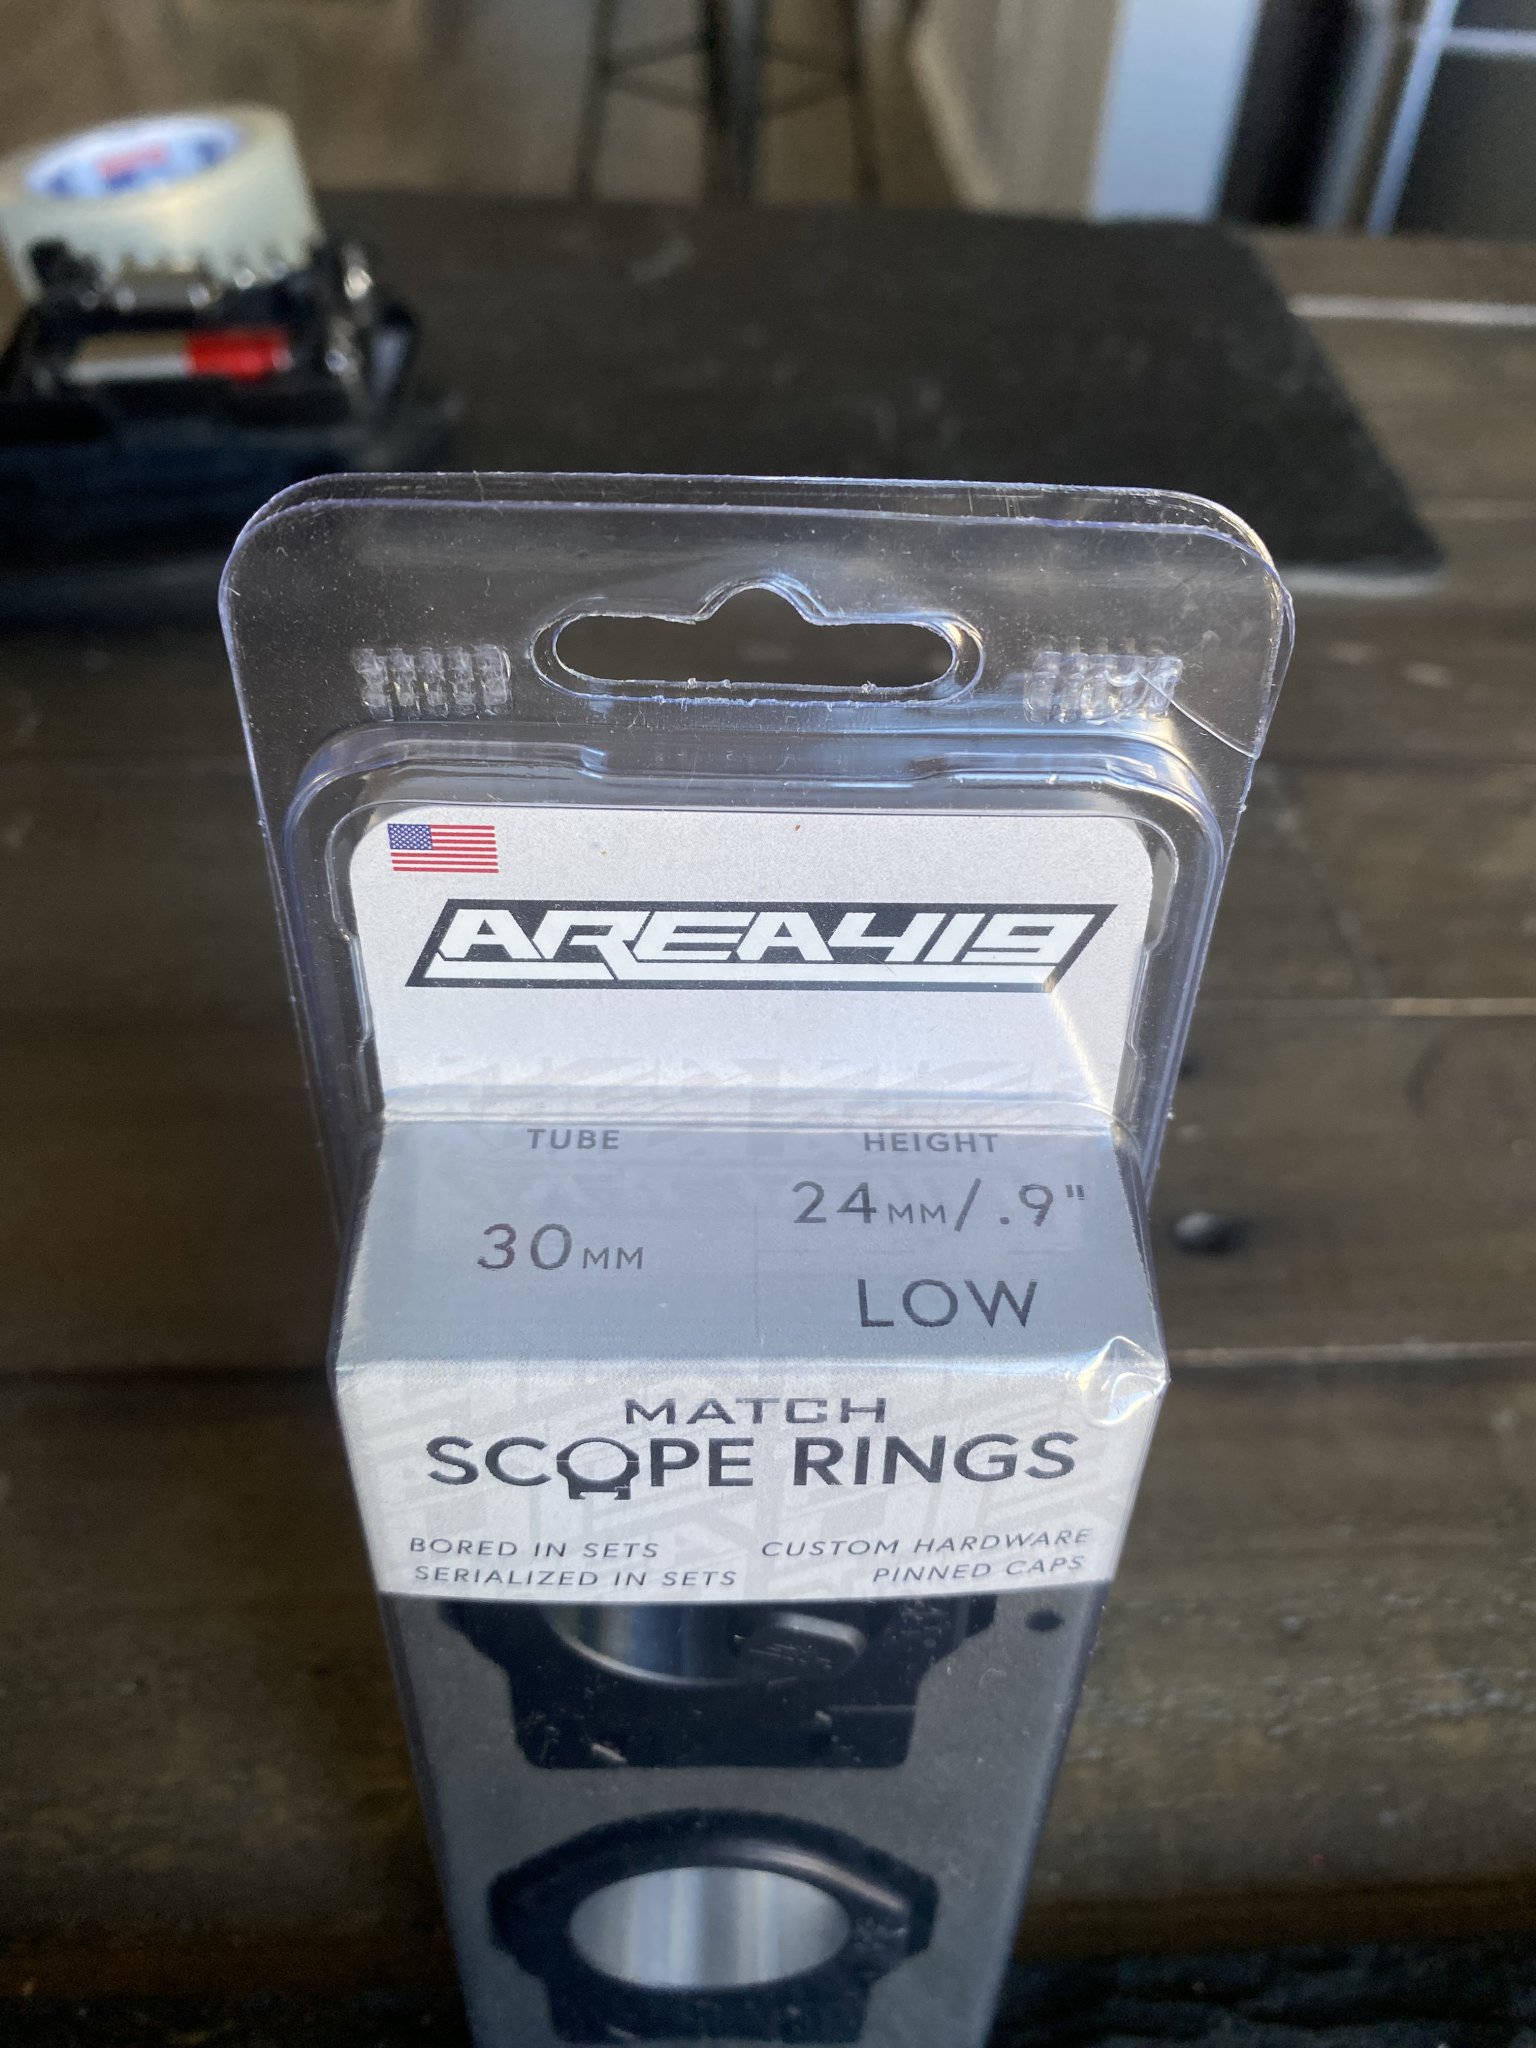 AREA419
TUBE
30MM
HEIGHT
24MM/.9"
LOW
MATCH
SCOPE RINGS
BORED IN SETS
SERIALIZED IN SETS
CUSTOM HARDWARE
PINNED CAPS